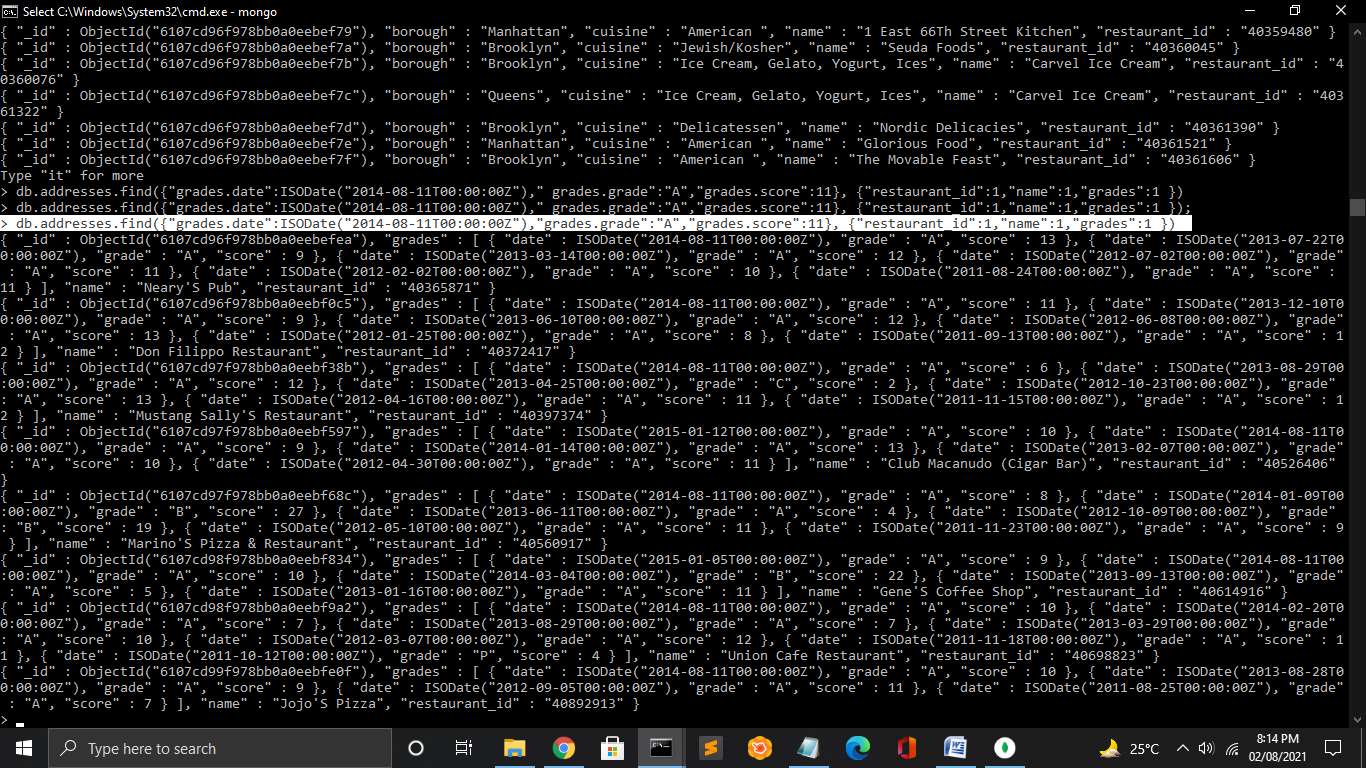 Select C:\Windows\System32\cmd.exe - mongo
{ "_id" : ObjectId("6107cd96f978bb0a0eebef79"), "borough" : "Manhattan", "cuisine" : "American ", "name" : "1 East 66Th Street Kitchen", "restaurant_id" : "40359480" }
{ "_id" : ObjectId("6107cd96f978bb0a0eebef7a"), "borough" : "Brooklyn", "cuisine" : "Jewish/Kosher", "name" : "Seuda Foods", "restaurant_id" : "40360045" }
{ "_id" : ObjectId("6107cd96f978bb0a0eebef7b"), "borough" : "Brooklyn", "cuisine" : "Ice Cream, Gelato, Yogurt, Ices", "name" : "Carvel Ice Cream", "restaurant_id" : "4
0360076" }
{ "_id" : ObjectId("6107cd96f978bb0a0eebef7c"), "borough" : "Queens", "cuisine" : "Ice Cream, Gelato, Yogurt, Ices", "name" : "Carvel Ice Cream", "restaurant_id" : "403
61322" }
{ "_id" : ObjectId("6107cd96f978bb0a0eebef7d"), "borough" : "Brooklyn", "cuisine" : "Delicatessen", "name" : "Nordic Delicacies", "restaurant_id" : "40361390" }
{ "_id" : ObjectId("6107cd96f978bb0a0eebef7e"), "borough" : "Manhattan", "cuisine" : "American ", "name" : "Glorious Food", "restaurant_id" : "40361521" }
{ "_id" : ObjectId("6107cd96f978bb0a0eebef7f"), "borough" : "Brooklyn", "cuisine" : "American ", "name" : "The Movable Feast", "restaurant_id" : "40361606" }
Type "it" for more
> db.addresses.find({"grades.date":ISODate("2014-08-11T00:00:00Z")," grades.grade":"A","grades.score":11}, {"restaurant_id":1,"name":1,"grades":1 })
> db.addresses.find({"grades.date":ISODate("2014-08-11T00:00:00Z")," grades.grade":"A","grades.score":11}, {"restaurant_id":1,"name":1,"grades":1 });
> db.addresses.find({"grades.date":ISODate("2014-08-11T00:00:00Z"),"grades.grade":"A","grades.score":11}, {"restaurant_id":1,"name":1,"grades":1 })
{ "_id" : ObjectId("6107cd96f978bb0a0eebefea"), "grades" : [ { "date" : ISODate("2014-08-11T00:00:00Z"), "grade" : "A", "score" : 13 }, { "date" : ISODate("2013-07-22T0
0:00:00Z"), "grade" : "A", "score" : 9 }, { "date" : ISODate("2013-03-14T00:00:00Z"), "grade" : "A", "score" : 12 }, { "date" : ISODate("2012-07-02T00:00:00Z"), "grade"
: "A", "score" : 11 }, { "date" : ISODate("2012-02-02T00:00:00Z"), "grade" : "A", "score" : 10 }, { "date" : ISODate("2011-08-24T00:00:00Z"), "grade" : "A", "score" :
11 } ], "name" : "Neary'S Pub", "restaurant_id" : "40365871" }
{ "_id" : ObjectId("6107cd96f978bb0a0eebf0c5"), "grades" : [ { "date" : ISODate("2014-08-11T00:00:00Z"), "grade" : "A", "score" : 11 }, { "date" : ISODate("2013-12-10T0
0:00:00Z"), "grade" : "A", "score" : 9 }, { "date" : ISODate("2013-06-10T00:00:00Z"), "grade" : "A", "score" : 12 }, { "date" : ISODate("2012-06-08T00:00:00Z"), "grade"
: "A", "score" : 13 }, { "date" : ISODate("2012-01-25T00:00:00Z"), "grade" : "A", "score" : 8 }, { "date" : ISODate("2011-09-13T00:00:00Z"), "grade" : "A", "score" : 1
2 } ], "name" : "Don Filippo Restaurant", "restaurant_id" : "40372417" }
{ "_id" : ObjectId("6107cd97f978bb0a0eebf38b"), "grades" : [ { "date" : ISODate("2014-08-11T00:00:00Z"), "grade" : "A", "score" : 6 }, { "date" : ISODate("2013-08-29T00
:00:00Z"), "grade" : "A", "score" : 12 }, { "date" : ISODate("2013-04-25T00:00:00Z"), "grade" : "C", "score" : 2 }, { "date" : ISODate("2012-10-23T00:00:00Z"), "grade"
: "A", "score" : 13 }, { "date" : ISODate("2012-04-16T00:00:00Z"), "grade" : "A", "score" : 11 }, { "date" : ISODate("2011-11-15T00:00:00Z"), "grade" : "A", "score" : 1
2 } ], "name" : "Mustang Sally'S Restaurant", "restaurant_id" : "40397374" }
{ "_id" : ObjectId("6107cd97f978bb0a0eebf597"), "grades" : [ { "date" : ISODate("2015-01-12T00:00:00Z"), "grade" : "A", "score" : 10 }, { "date" : ISODate("2014-08-11T0
0:00:00Z"), "grade" : "A", "score" : 9 }, { "date" : ISODate("2014-01-14T00:00:00Z"), "grade" : "A", "score" : 13 }, { "date" : ISODate("2013-02-07T00:00:00Z"), "grade"
: "A", "score" : 10 }, { "date" : ISODate("2012-04-30T00:00:00Z"), "grade" : "A", "score" : 11 } ], "name" : "Club Macanudo (Cigar Bar)", "restaurant_id" : "40526406"
}
{ "_id" : ObjectId("6107cd97f978bb0a0eebf68c"), "grades" : [ { "date" : ISODate("2014-08-11T00:00:00Z"), "grade" : "A", "score" : 8 }, { "date" : ISODate("2014-01-09T00
:00:00Z"), "grade" : "B", "score" : 27 }, { "date" : ISODate("2013-06-11T00:00:00Z"), "grade" : "A", "score" : 4 }, { "date" : ISODate("2012-10-09T00:00:00Z"), "grade"
: "B", "score" : 19 }, { "date" : ISODate("2012-05-10T00:00:00Z"), "grade" : "A", "score" : 11 }, { "date" : ISODate("2011-11-23T00:00:00Z"), "grade" : "A", "score" : 9
} ], "name" : "Marino'S Pizza & Restaurant", "restaurant_id" : "40560917" }
{ "_id" : ObjectId("6107cd98f978bb0a0eebf834"), "grades" : [ { "date" : ISODate("2015-01-05T00:00:00Z"), "grade" : "A", "score" : 9 }, { "date" : ISODate("2014-08-11T00
:00:00Z"), "grade" : "A", "score" : 10 }, { "date" : ISODate("2014-03-04T00:00:00Z"), "grade" : "B", "score" : 22 }, { "date" : ISODate("2013-09-13T00:00:00Z"), "grade"
: "A", "score" : 5 }, { "date" : ISODate("2013-01-16T00:00:00Z"), "grade" : "A", "score" : 11 } ], "name" : "Gene'S Coffee Shop", "restaurant_id" : "40614916" }
{ "_id" : ObjectId("6107cd98f978bb0a0eebf9a2"), "grades" : [ { "date" : ISODate("2014-08-11T00:00:00Z"), "grade" : "A", "score" : 10 }, { "date" : ISODate("2014-02-20T0
0:00:00Z"), "grade" : "A", "score" : 7 }, { "date" : ISODate("2013-08-29T00:00:00Z"), "grade" : "A", "score" : 7 }, { "date" : ISODate("2013-03-29T00:00:00Z"), "grade"
: "A", "score" : 10 }, { "date" : ISODate("2012-03-07T00:00:00Z"), "grade" : "A", "score" : 12 }, { "date" : ISODate("2011-11-18T00:00:00Z"), "grade" : "A", "score" : 1
1 }, { "date" : ISODate("2011-10-12T00:00:00Z"), "grade" : "P", "score" : 4 } ], "name" : "Union Cafe Restaurant", "restaurant_id" : "40698823" }
{ "_id" : ObjectId("6107cd99f978bb0a0eebfe0f"), "grades" : [ { "date" : ISODate("2014-08-11T00:00:00Z"), "grade" : "A", "score" : 10 }, { "date" : ISODate("2013-08-28T0
0:00:00Z"), "grade" : "A", "score" : 9 }, { "date" : ISODate("2012-09-05T00:00:00Z"), "grade" : "A", "score" : 11 }, { "date" : ISODate("2011-08-25T00:00:00Z"), "grade"
: "A", "score" : 7 } ], "name" : "Jojo'S Pizza", "restaurant_id" : "40892913" }
>
Type here to search
25°C
8:14 PM
02/08/2021